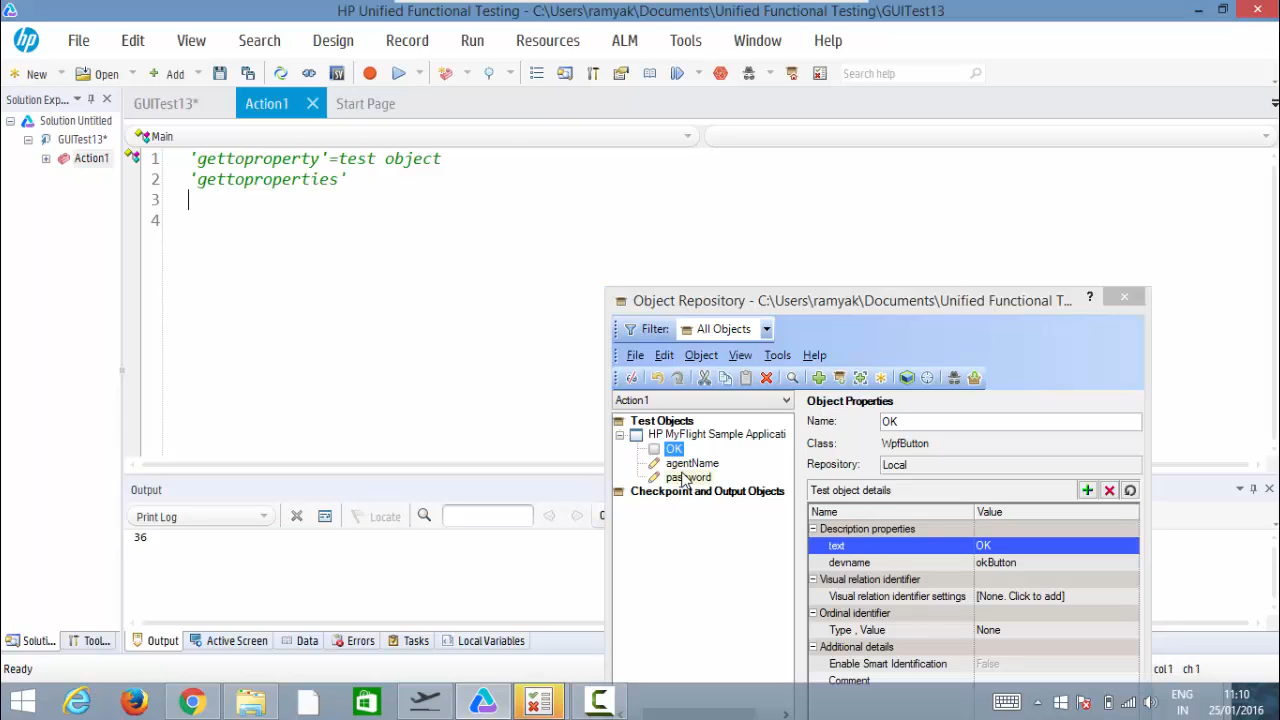 HP Unified Functional Testing - C:\Users\ramyak\Documents\Unified Functional Testing\GUITest13
hp File Edit View Search Design Record Run Resources ALM Tools Window Help
New Open Add Search help
Solution Exp... GUITest13* Action1 Start Page
Solution Untitled
GUITest13*
Action1
Main
1 'gettoproperty'=test object
2 'gettoproperties'
3
4
Object Repository - C:\Users\ramyak\Documents\Unified Functional T... ?
Filter: All Objects
File Edit Object View Tools Help
Action1
Test Objects
HP MyFlight Sample Applicati
OK
agentName
password
Checkpoint and Output Objects
Object Properties
Name: OK
Class: WpfButton
Repository: Local
Test object details
Name Value
Description properties
text OK
devname okButton
Visual relation identifier
Visual relation identifier settings [None. Click to add]
Ordinal identifier
Type , Value None
Additional details
Enable Smart Identification False
Comment
Output
Print Log Locate
36
Soluti... Tool... Output Active Screen Data Errors Tasks Local Variables
Ready col1 ch 1
ENG 11:10
IN 25/01/2016